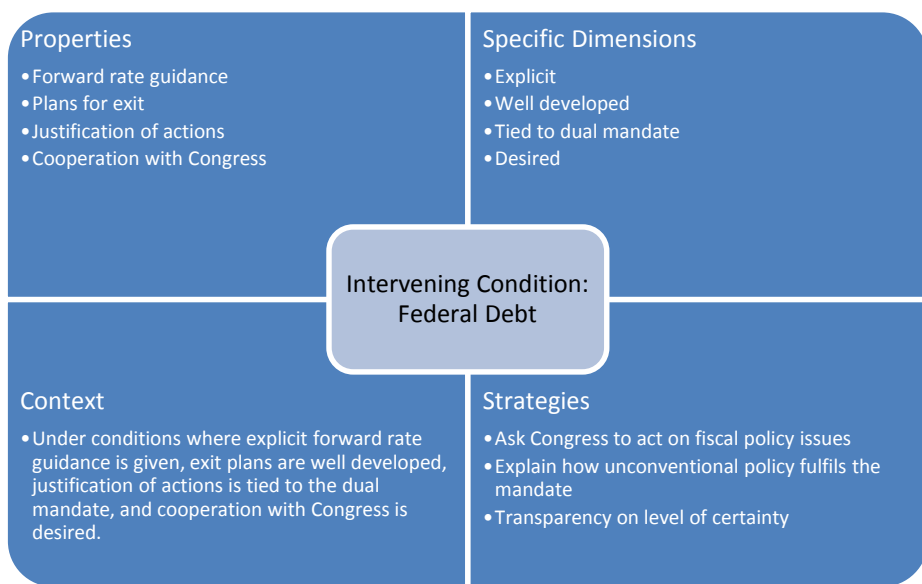 Properties
•Forward rate guidance
•Plans for exit
•Justification of actions
•Cooperation with Congress
Specific Dimensions
•Explicit
•Well developed
•Tied to dual mandate
•Desired
Intervening Condition:
Federal Debt
Context
•Under conditions where explicit forward rate
guidance is given, exit plans are well developed,
justification of actions is tied to the dual
mandate, and cooperation with Congress is
desired.
Strategies
•Ask Congress to act on fiscal policy issues
•Explain how unconventional policy fulfils the
mandate
•Transparency on level of certainty